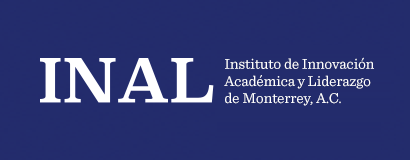 INAL
Instituto de Innovación
Académica y Liderazgo
de Monterrey, A.C.